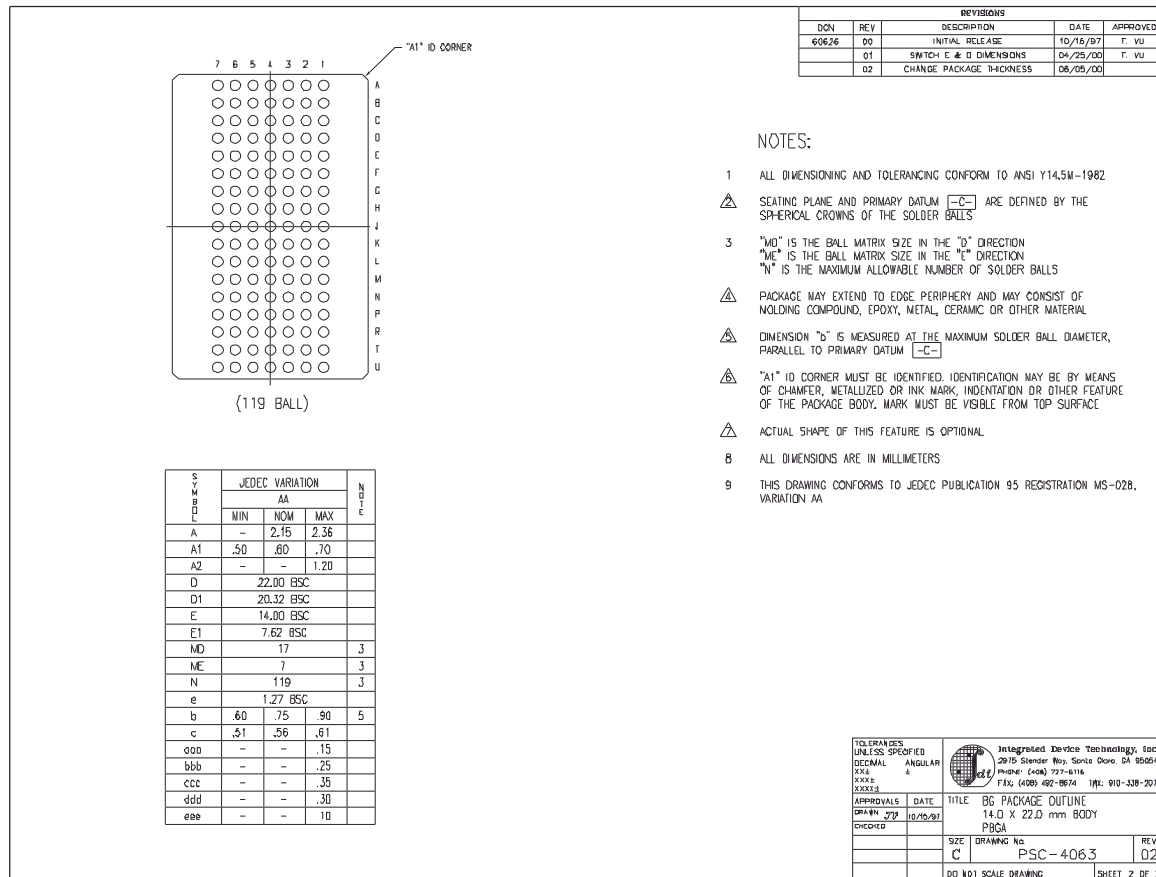 REVISIONS
DCN REV DESCRIPTION DATE APPROVED
60626 00 INITIAL RELEASE 10/15/97 T. VU
01 SWITCH E & D DIMENSIONS 04/25/00 T. VU
02 CHANGE PACKAGE THICKNESS 06/05/00
"A1" ID CORNER
7 6 5 4 3 2 1
A
B
C
D
E
F
G
H
J
K
L
M
N
P
R
T
U
(119 BALL)
NOTES:
1 ALL DIMENSIONING AND TOLERANCING CONFORM TO ANSI Y14.5M-1982
2 SEATING PLANE AND PRIMARY DATUM -C- ARE DEFINED BY THE
SPHERICAL CROWNS OF THE SOLDER BALLS
3 "MD" IS THE BALL MATRIX SIZE IN THE "D" DIRECTION
"ME" IS THE BALL MATRIX SIZE IN THE "E" DIRECTION
"N" IS THE MAXIMUM ALLOWABLE NUMBER OF SOLDER BALLS
4 PACKAGE MAY EXTEND TO EDGE PERIPHERY AND MAY CONSIST OF
MOLDING COMPOUND, EPOXY, METAL, CERAMIC OR OTHER MATERIAL
5 DIMENSION "b" IS MEASURED AT THE MAXIMUM SOLDER BALL DIAMETER,
PARALLEL TO PRIMARY DATUM -C-
6 "A1" ID CORNER MUST BE IDENTIFIED. IDENTIFICATION MAY BE BY MEANS
OF CHAMFER, METALLIZED OR INK MARK, INDENTATION OR OTHER FEATURE
OF THE PACKAGE BODY. MARK MUST BE VISIBLE FROM TOP SURFACE
7 ACTUAL SHAPE OF THIS FEATURE IS OPTIONAL
8 ALL DIMENSIONS ARE IN MILLIMETERS
9 THIS DRAWING CONFORMS TO JEDEC PUBLICATION 95 REGISTRATION MS-028,
VARIATION AA
SYMBOL JEDEC VARIATION NOTE
AA
MIN NOM MAX
A - 2.15 2.36
A1 .50 .60 .70
A2 - - 1.20
D 22.00 BSC
D1 20.32 BSC
E 14.00 BSC
E1 7.62 BSC
MD 17 3
ME 7 3
N 119 3
e 1.27 BSC
b .60 .75 .90 5
c .51 .56 .61
aaa - - .15
bbb - - .25
ccc - - .35
ddd - - .30
eee - - 10
TOLERANCES
UNLESS SPECIFIED
DECIMAL ANGULAR
XX± ±
XXX±
XXXX±
idt
Integrated Device Technology, Inc
2975 Stender Way, Santa Clara, CA 95054
PHONE: (408) 727-6116
FAX: (408) 492-8674 TWX: 910-338-207
APPROVALS DATE
DRAWN TV 10/15/97
CHECKED
TITLE BG PACKAGE OUTLINE
14.0 X 22.0 mm BODY
PBGA
SIZE DRAWING No. REV
C PSC-4063 02
DO NOT SCALE DRAWING SHEET 2 OF